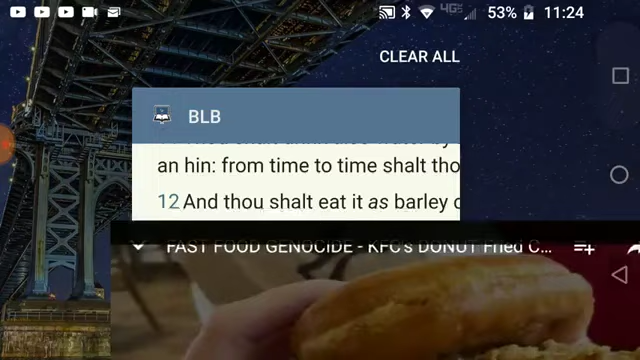 4G
53%
11:24
CLEAR ALL
BLB
an hin: from time to time shalt tho
12 And thou shalt eat it as barley
FAST FOOD GENOCIDE - KFC's DONUT Fried C...